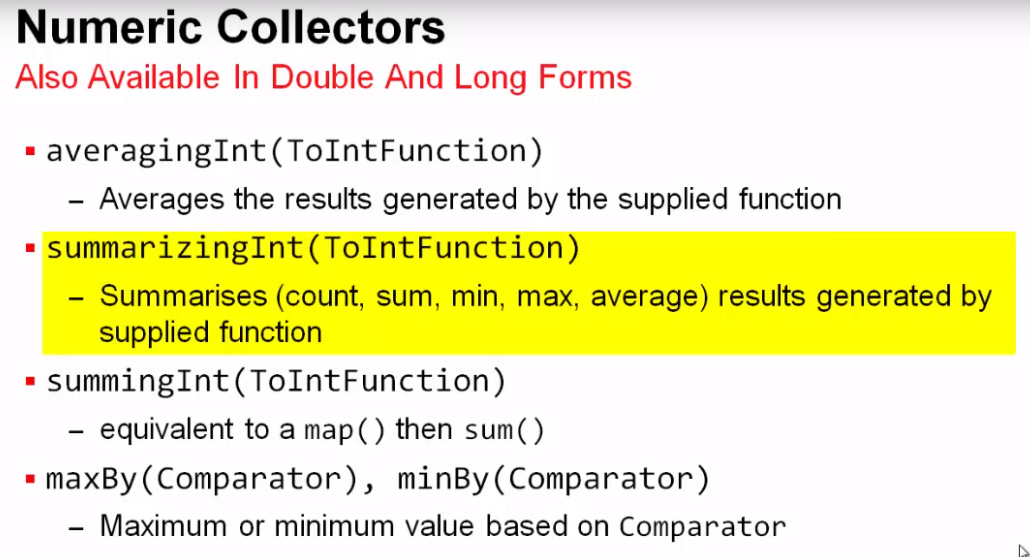 Numeric Collectors
Also Available In Double And Long Forms
▪ averagingInt(ToIntFunction)
– Averages the results generated by the supplied function
▪ summarizingInt(ToIntFunction)
– Summarises (count, sum, min, max, average) results generated by
supplied function
▪ summingInt(ToIntFunction)
– equivalent to a map() then sum()
▪ maxBy(Comparator), minBy(Comparator)
– Maximum or minimum value based on Comparator